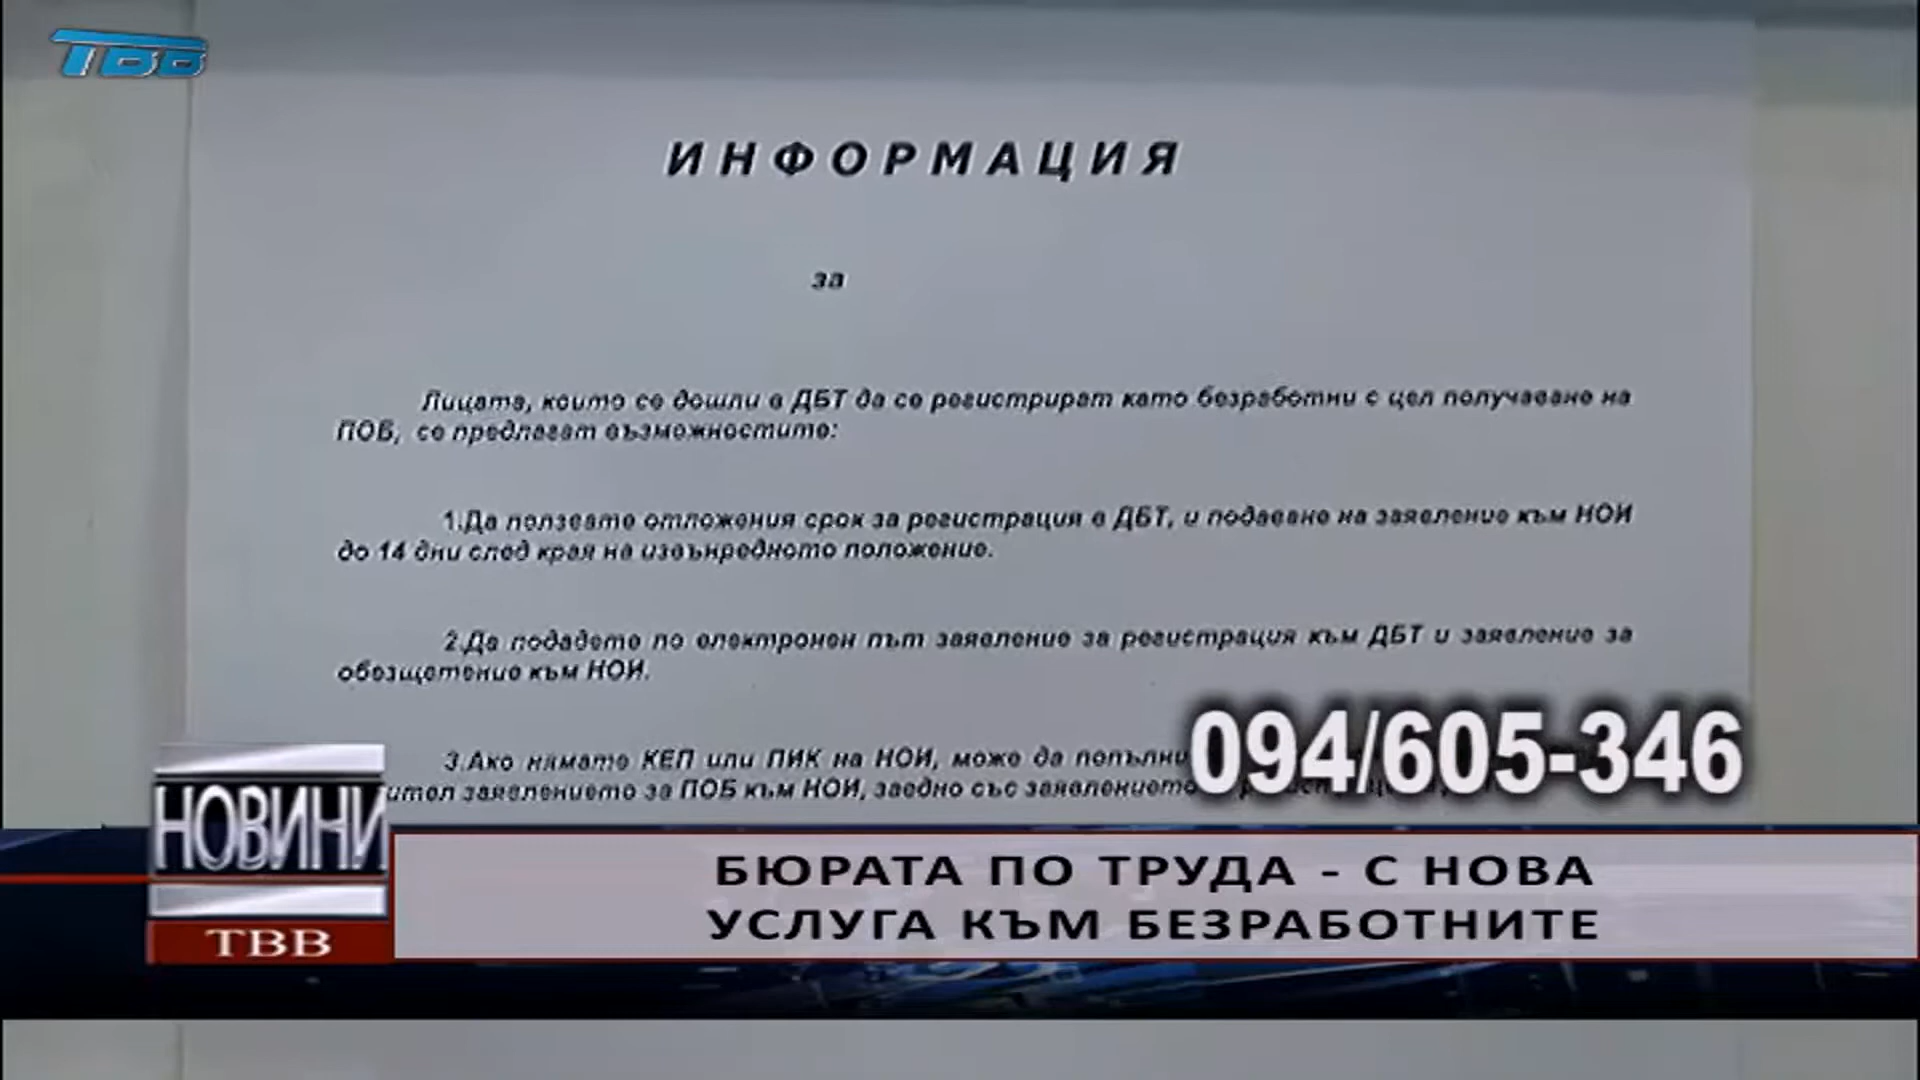 ТВВ
ИНФОРМАЦИЯ
за
Лицата, които се дошли в ДБТ да се регистрират като безработни с цел получаване на
ПОБ, се предлагат възможностите:
1.Да ползвате отложения срок за регистрация в ДБТ, и подаване на заявление към НОИ
до 14 дни след края на извънредното положение.
2.Да подадете по електронен път заявление за регистрация към ДБТ и заявление за
обезщетение към НОИ.
3.Ако нямате КЕП или ПИК на НОИ, може да попълни
ител заявлението за ПОБ към НОИ, заедно със заявлението
094/605-346
НОВИНИ
ТВВ
БЮРАТА ПО ТРУДА - С НОВА
УСЛУГА КЪМ БЕЗРАБОТНИТЕ